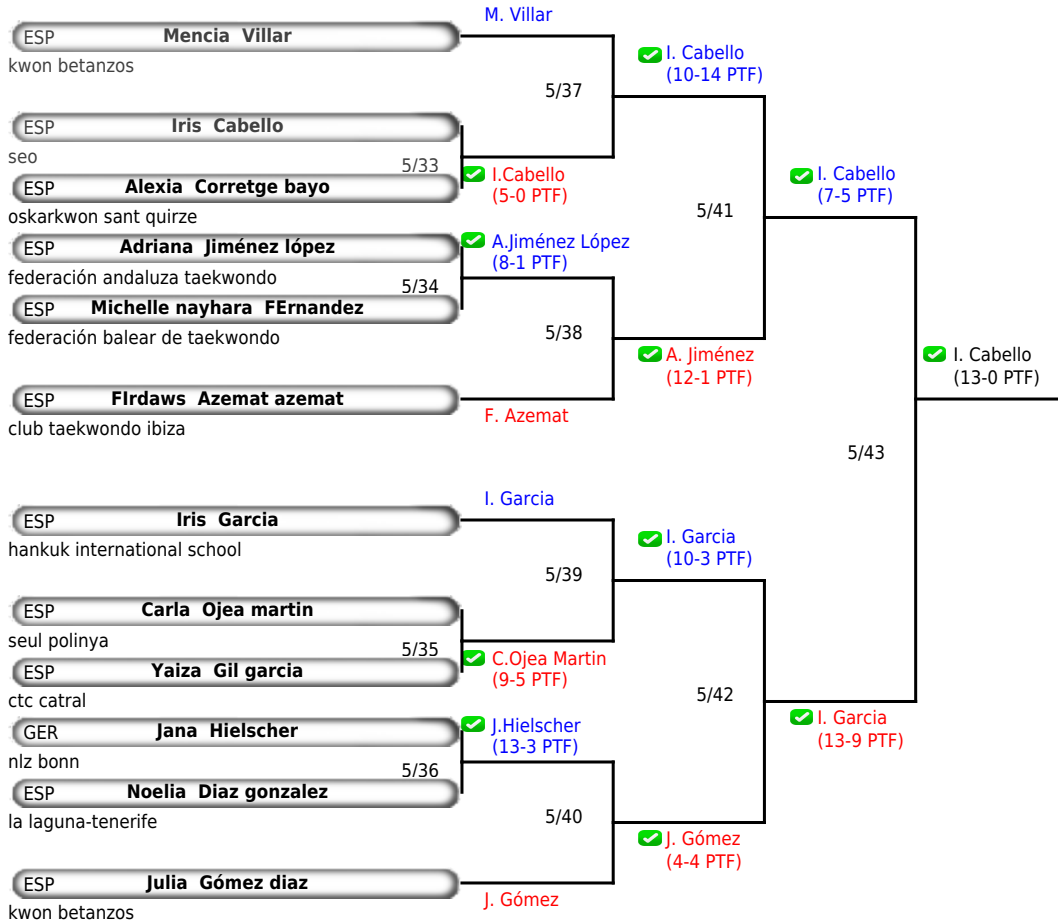 M. Villar
ESP Mencia Villar
kwon betanzos
I. Cabello
(10-14 PTF)
5/37
ESP Iris Cabello
seo
5/33
I.Cabello
(5-0 PTF)
ESP Alexia Corretge bayo
oskarkwon sant quirze
I. Cabello
(7-5 PTF)
5/41
ESP Adriana Jiménez lópez
federación andaluza taekwondo
A.Jiménez López
(8-1 PTF)
5/34
ESP Michelle nayhara FErnandez
federación balear de taekwondo
5/38
A. Jiménez
(12-1 PTF)
I. Cabello
(13-0 PTF)
ESP FIrdaws Azemat azemat
club taekwondo ibiza
F. Azemat
5/43
I. Garcia
ESP Iris Garcia
hankuk international school
I. Garcia
(10-3 PTF)
5/39
ESP Carla Ojea martin
seul polinya
5/35
C.Ojea Martin
(9-5 PTF)
ESP Yaiza Gil garcia
ctc catral
5/42
I. Garcia
(13-9 PTF)
GER Jana Hielscher
nlz bonn
J.Hielscher
(13-3 PTF)
5/36
ESP Noelia Diaz gonzalez
la laguna-tenerife
5/40
J. Gómez
(4-4 PTF)
ESP Julia Gómez diaz
kwon betanzos
J. Gómez